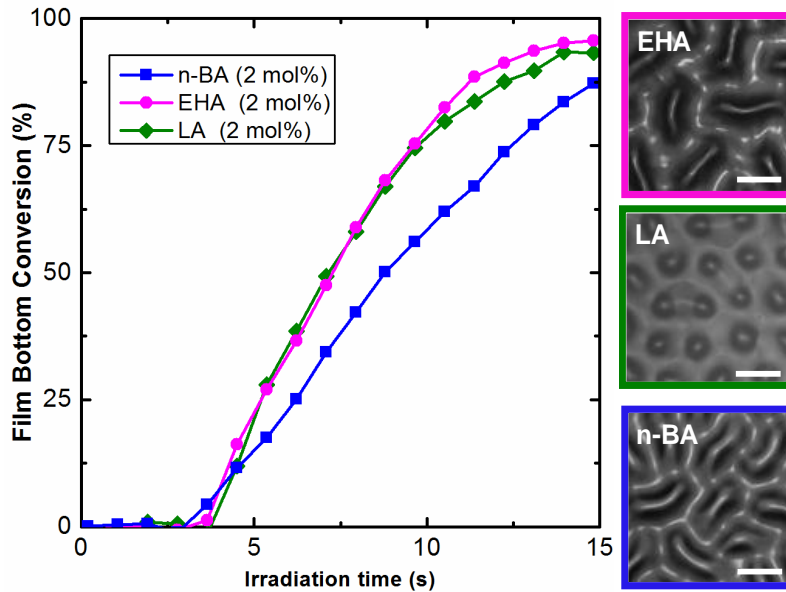 100
75
50
25
0
Film Bottom Conversion (%)
n-BA (2 mol%)
EHA (2 mol%)
LA (2 mol%)
0
5
10
15
Irradiation time (s)
EHA
LA
n-BA